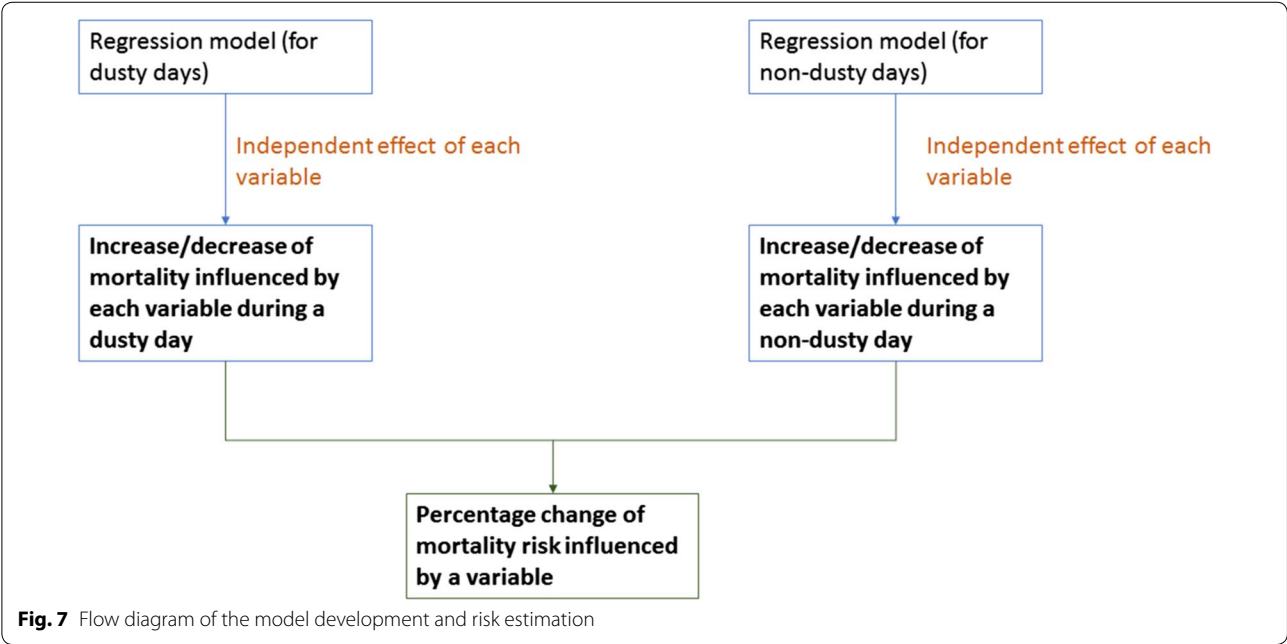 Regression model (for
dusty days)
Regression model (for
non-dusty days)
Independent effect of each
variable
Independent effect of each
variable
Increase/decrease of
mortality influenced by
each variable during a
dusty day
Increase/decrease of
mortality influenced by
each variable during a
non-dusty day
Percentage change of
mortality risk influenced
by a variable
Fig. 7 Flow diagram of the model development and risk estimation